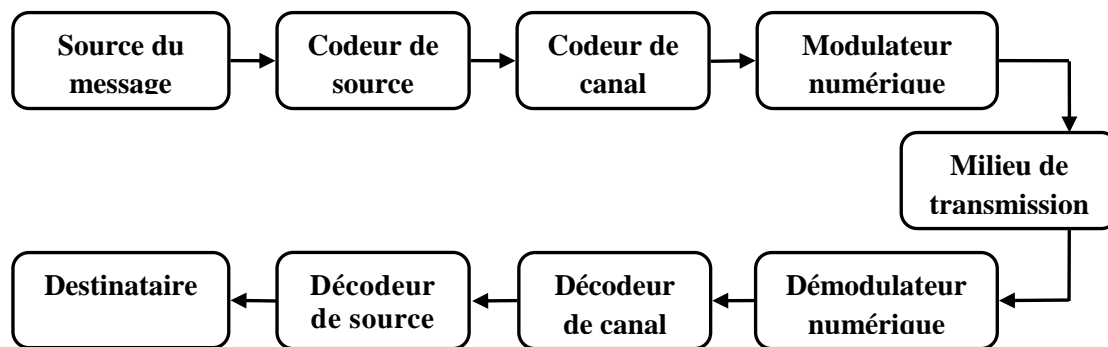 Source du
message
Codeur de
source
Codeur de
canal
Modulateur
numérique
Milieu de
transmission
Destinataire
Décodeur
de source
Décodeur
de canal
Démodulateur
numérique